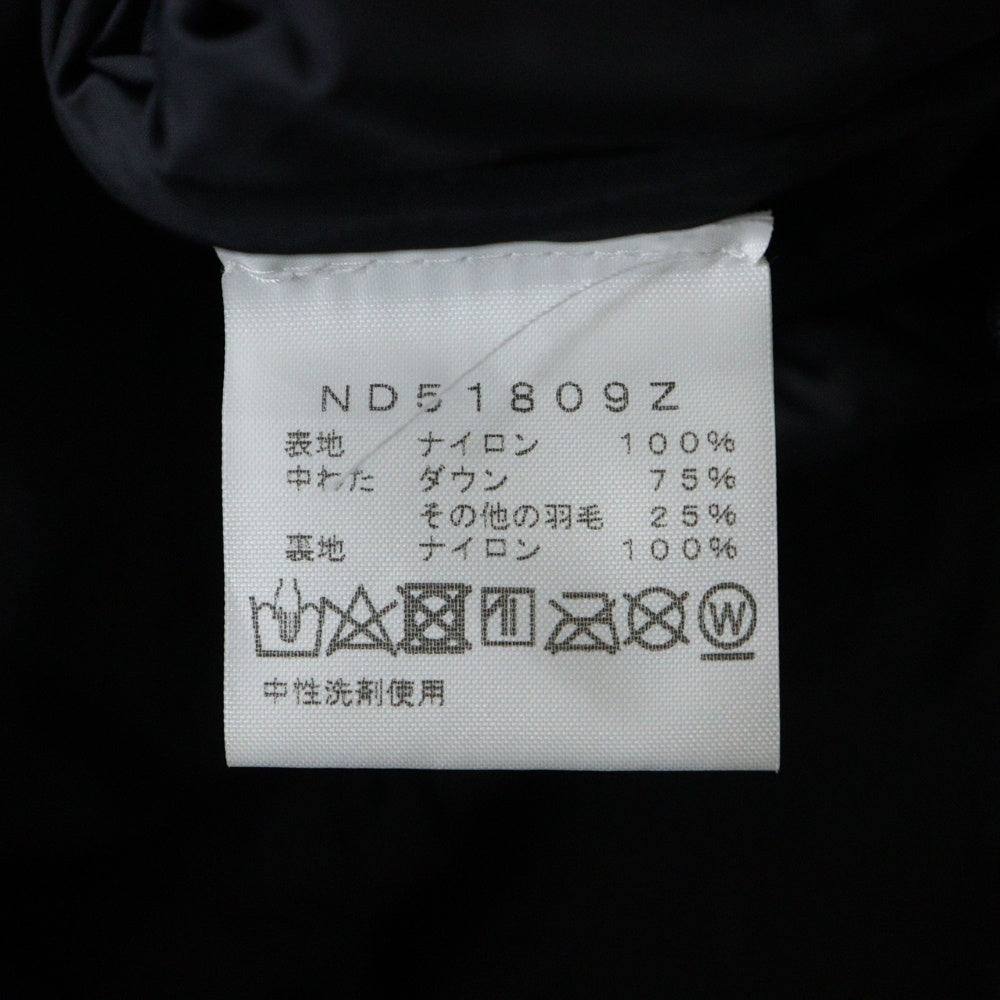 ND51809Z
表地 ナイロン 100%
中わた ダウン 75%
その他の羽毛 25%
裏地 ナイロン 100%
W
中性洗剤使用